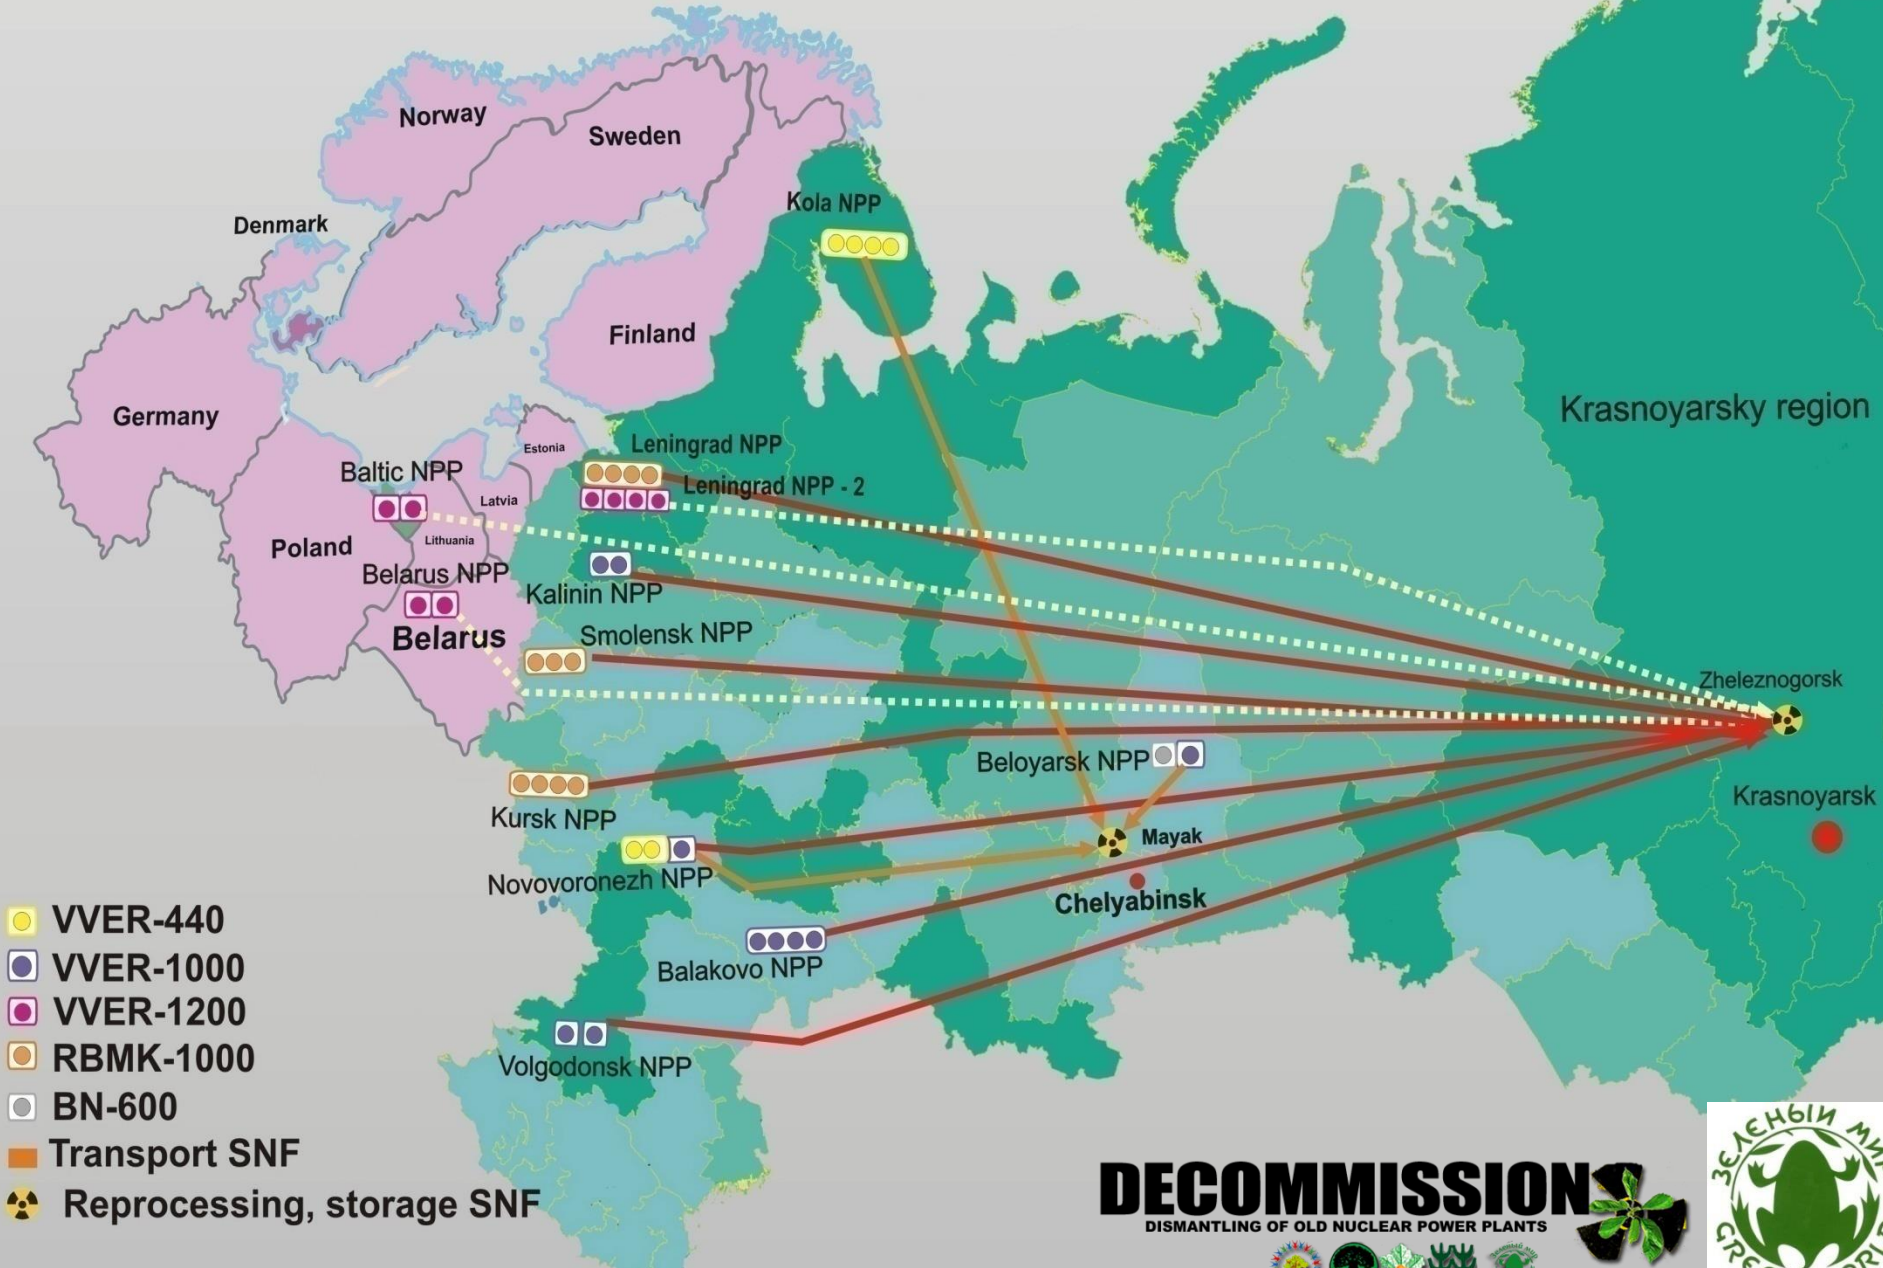 Norway
Sweden
Denmark
Kola NPP
Finland
Germany
Krasnoyarsky region
Estonia
Leningrad NPP
Baltic NPP
Latvia
Leningrad NPP - 2
Poland
Lithuania
Belarus NPP
Kalinin NPP
Belarus
Smolensk NPP
Zheleznogorsk
Beloyarsk NPP
Krasnoyarsk
Kursk NPP
Mayak
Novovoronezh NPP
Chelyabinsk
Balakovo NPP
Volgodonsk NPP
VVER-440
VVER-1000
VVER-1200
RBMK-1000
BN-600
Transport SNF
Reprocessing, storage SNF
DECOMMISSION
DISMANTLING OF OLD NUCLEAR POWER PLANTS
ЗЕЛЕНЫЙ